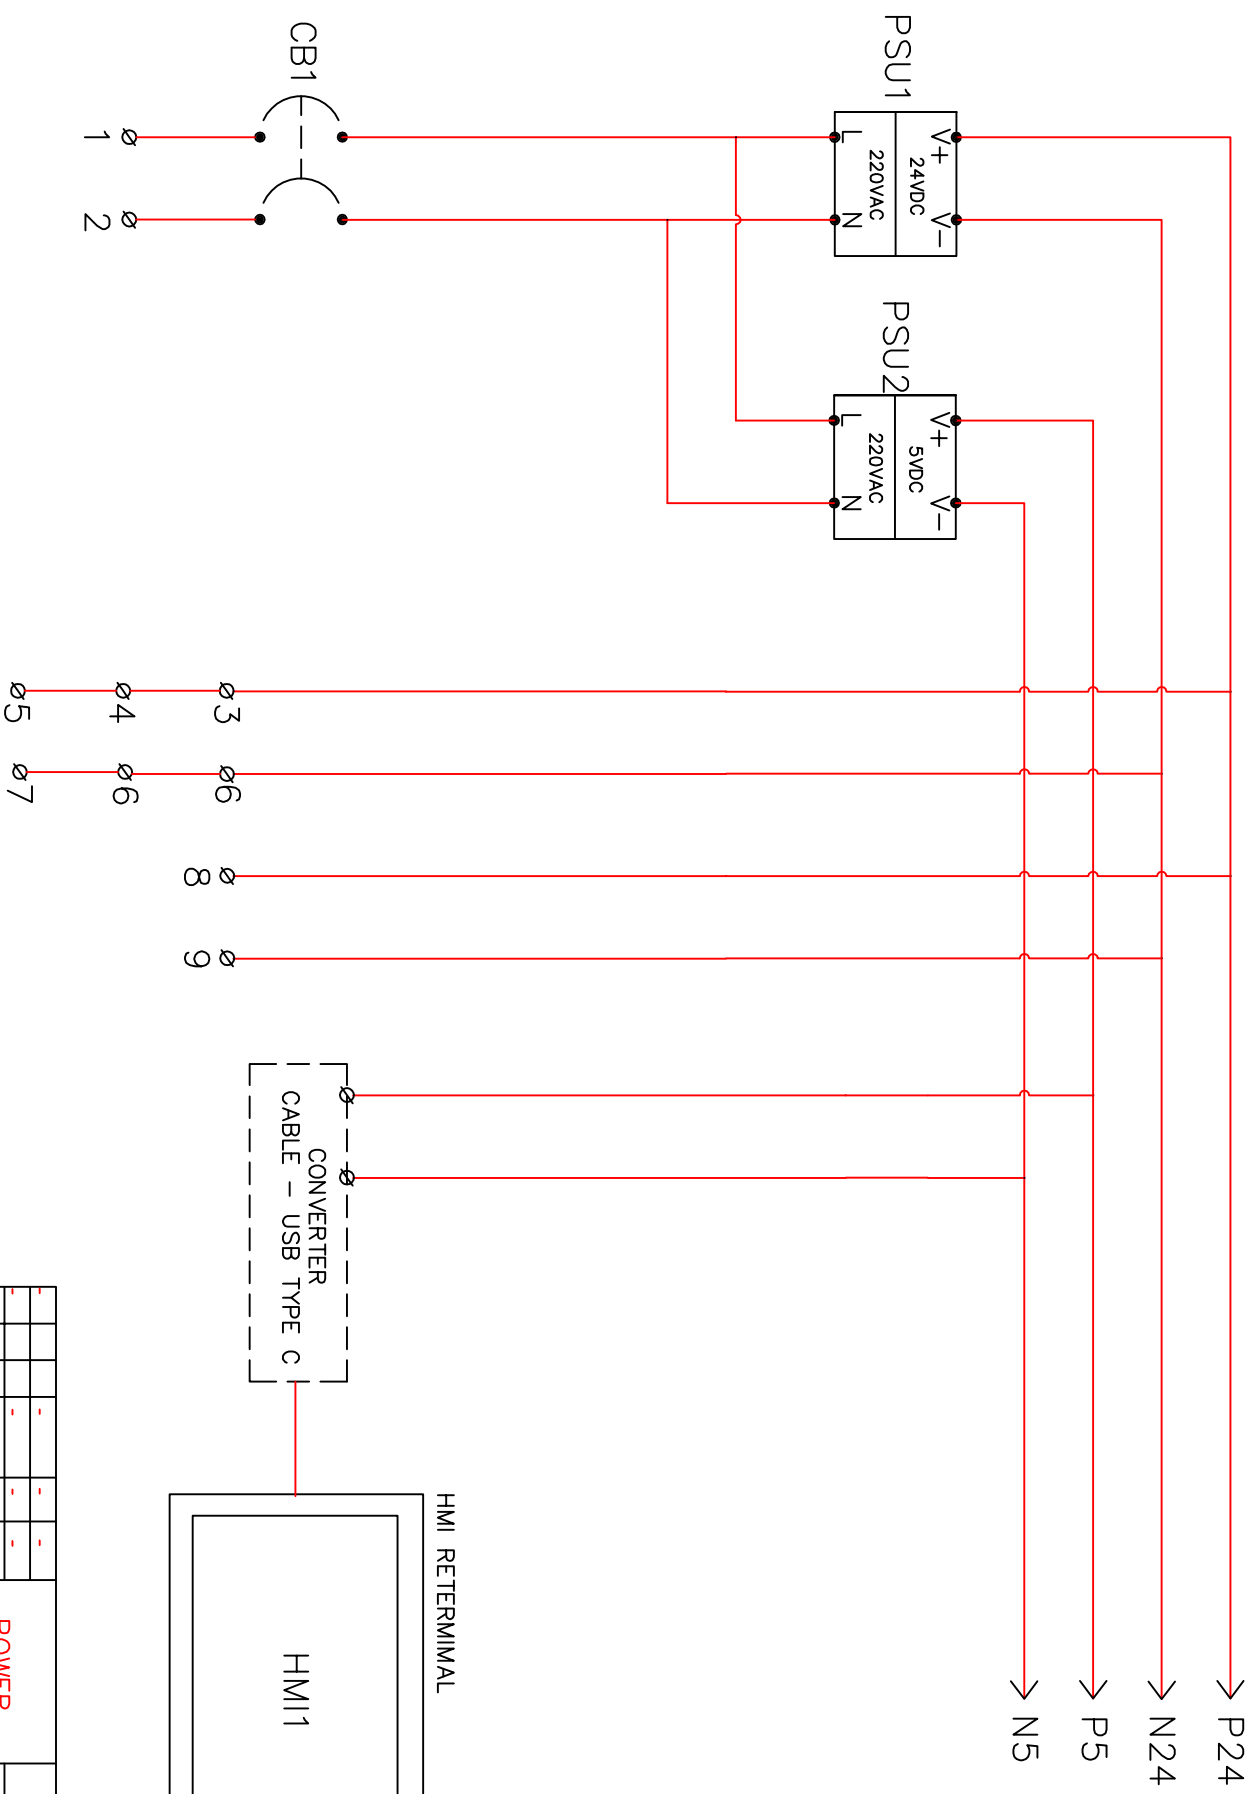 P24
N24
P5
N5
PSU1
V+ V-
24VDC
220VAC
L N
PSU2
V+ V-
5VDC
220VAC
L N
CB1
1 2
3
4
5
6
6
7
8 9
CONVERTER
CABLE - USB TYPE C
HMI RETERMIMAL
HMI1
POWER
- - - -
- - - -